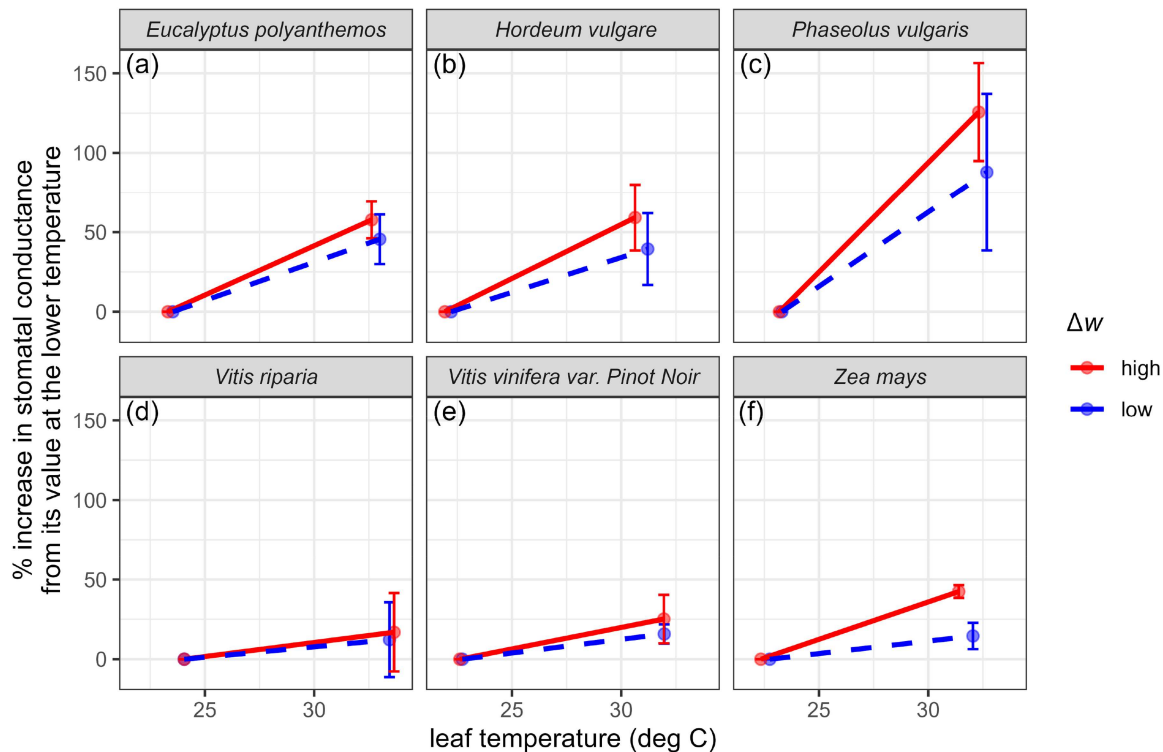 Eucalyptus polyanthemos
Hordeum vulgare
Phaseolus vulgaris
(a)
(b)
(c)
150
100
50
0
Vitis riparia
Vitis vinifera var. Pinot Noir
Zea mays
(d)
(e)
(f)
150
100
50
0
25
30
25
30
25
30
% increase in stomatal conductance
from its value at the lower temperature
leaf temperature (deg C)
Δw
high
low